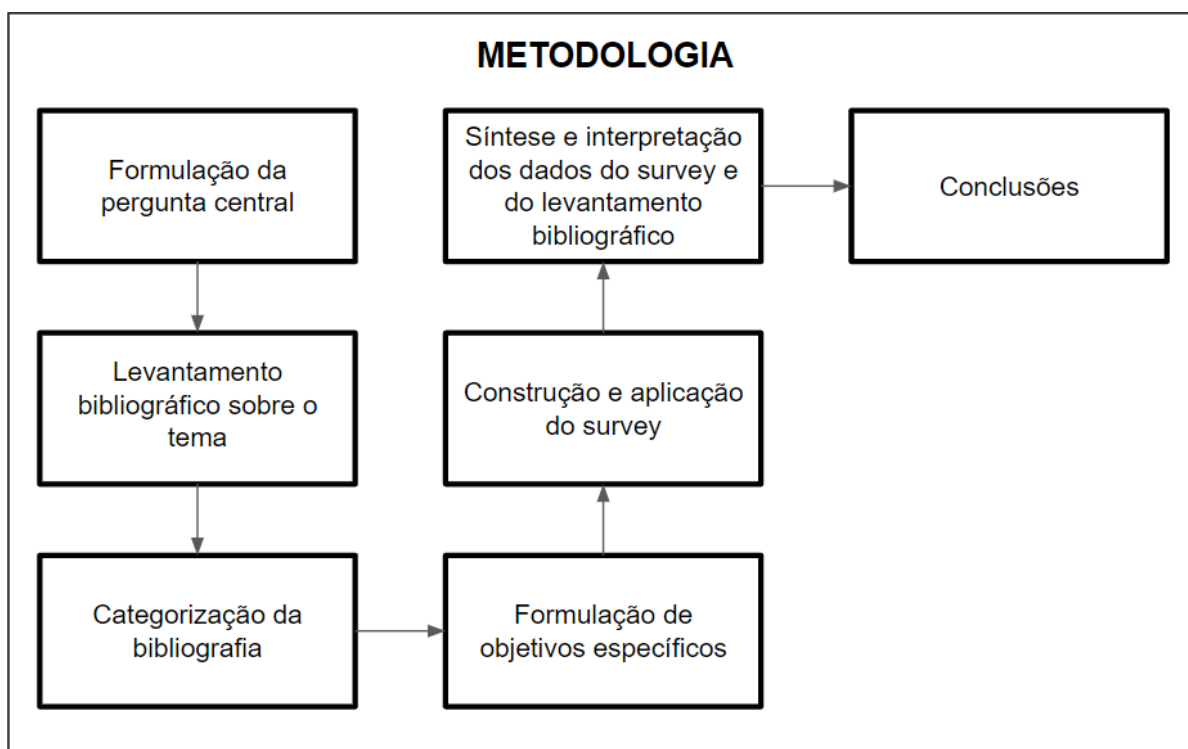 METODOLOGIA
Formulação da
pergunta central
Levantamento
bibliográfico sobre o
tema
Categorização da
bibliografia
Formulação de
objetivos específicos
Construção e aplicação
do survey
Síntese e interpretação
dos dados do survey e
do levantamento
bibliográfico
Conclusões